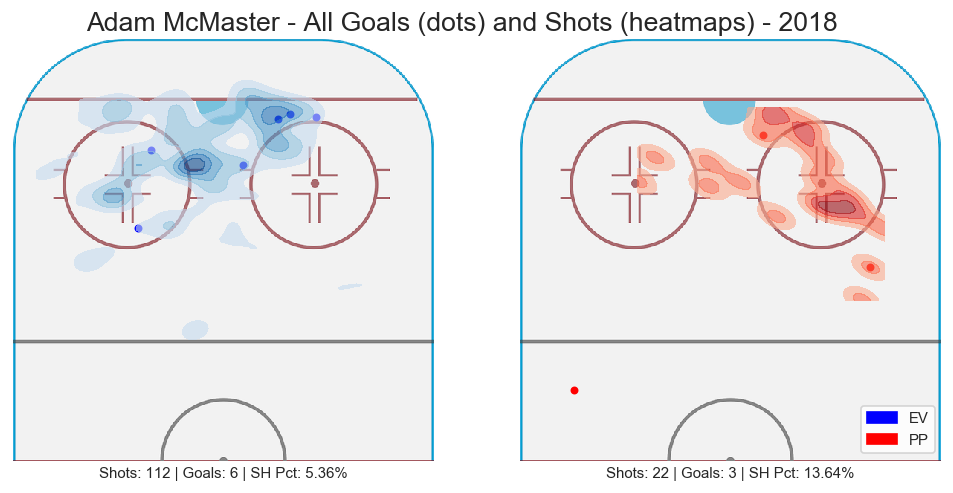 Adam McMaster - All Goals (dots) and Shots (heatmaps) - 2018
EV
PP
Shots: 112 | Goals: 6 | SH Pct: 5.36%
Shots: 22 | Goals: 3 | SH Pct: 13.64%